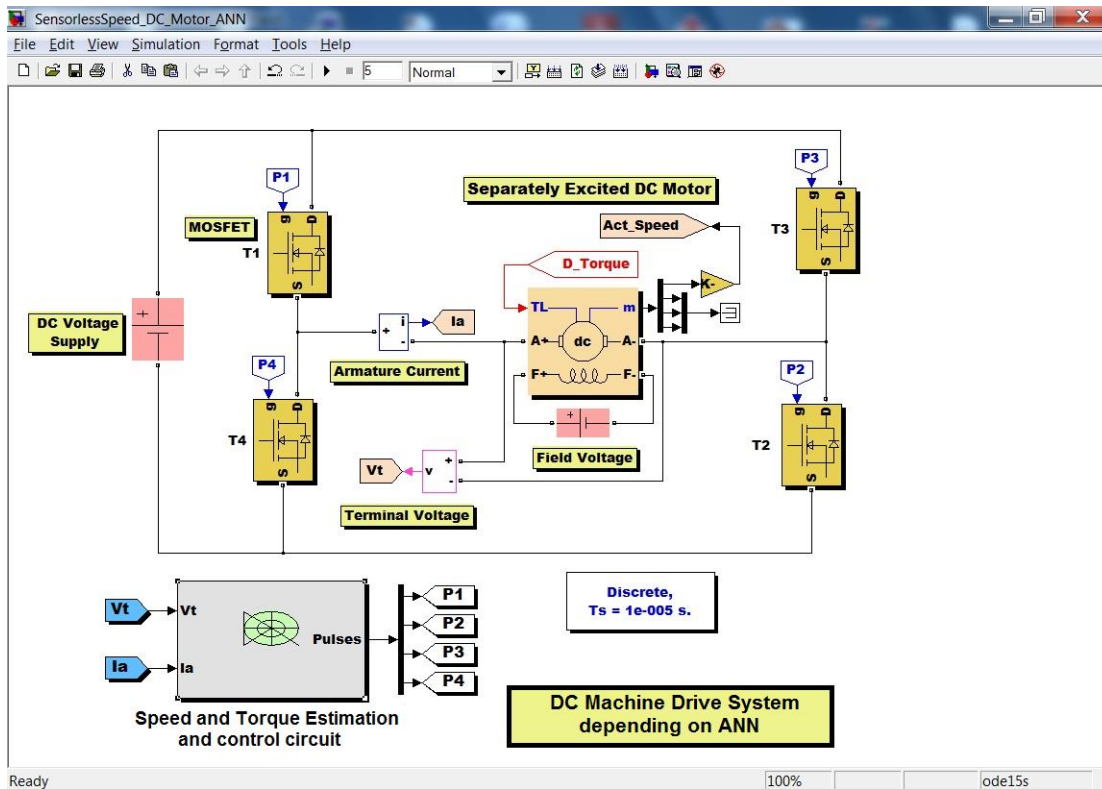 SensorlessSpeed_DC_Motor_ANN
File Edit View Simulation Format Tools Help
5 Normal
P1
P3
Separately Excited DC Motor
MOSFET
g D
S
T1
Act_Speed
g D
S
T3
D_Torque
K-
DC Voltage
Supply
+
i
+
-
Ia
Armature Current
TL m
A+ dc A-
F+ F-
P4
P2
g D
S
T4
+
Field Voltage
g D
S
T2
Vt
v
+
-
Terminal Voltage
Vt
Vt
Ia
Ia
Pulses
P1
P2
P3
P4
Discrete,
Ts = 1e-005 s.
Speed and Torque Estimation
and control circuit
DC Machine Drive System
depending on ANN
Ready 100% ode15s